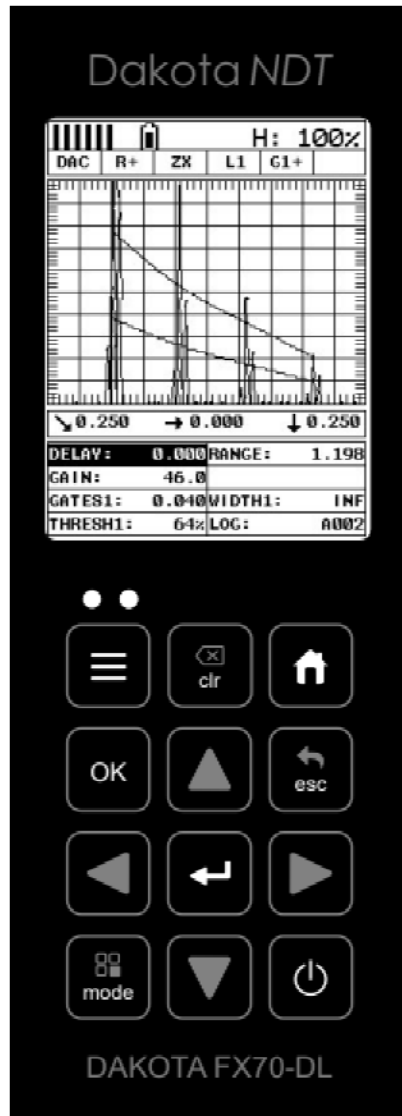 Dakota NDT
H: 100%
DAC R+ ZX L1 G1+
↘0.250 →0.000 ↓0.250
DELAY: 0.000 RANGE: 1.198
GAIN: 46.0
GATES1: 0.040 WIDTH1: INF
THRESH1: 64% LOG: A002
clr
OK
esc
mode
DAKOTA FX70-DL